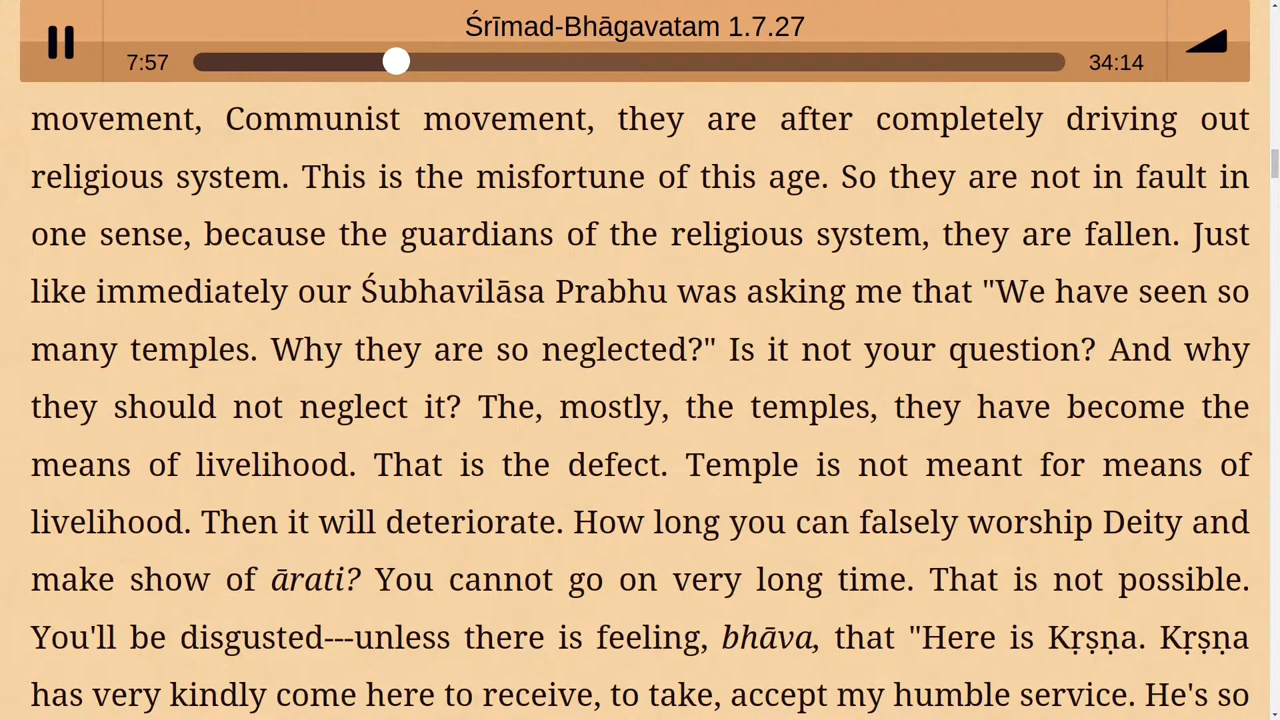 Śrīmad-Bhāgavatam 1.7.27
7:57
34:14
movement, Communist movement, they are after completely driving out
religious system. This is the misfortune of this age. So they are not in fault in
one sense, because the guardians of the religious system, they are fallen. Just
like immediately our Śubhavilāsa Prabhu was asking me that "We have seen so
many temples. Why they are so neglected?" Is it not your question? And why
they should not neglect it? The, mostly, the temples, they have become the
means of livelihood. That is the defect. Temple is not meant for means of
livelihood. Then it will deteriorate. How long you can falsely worship Deity and
make show of ārati? You cannot go on very long time. That is not possible.
You'll be disgusted---unless there is feeling, bhāva, that "Here is Kṛṣṇa. Kṛṣṇa
has very kindly come here to receive, to take, accept my humble service. He's so